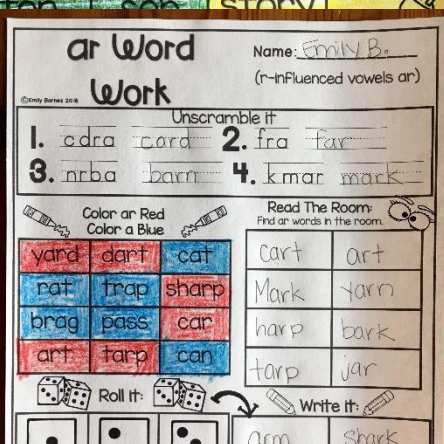 son story
ar Word Work
Name: Emily B.
(r-influenced vowels ar)
©Emily Barnes 2016
Unscramble it
1. cdra card 2. fra far
3. nrba barn 4. kmar mark
Color ar Red
Color a Blue
yard dart cat
rat trap sharp
brag pass car
art tarp can
Read The Room:
Find ar words in the room.
cart art
Mark yarn
harp bark
tarp jar
Roll it:
Write it:
arm shark